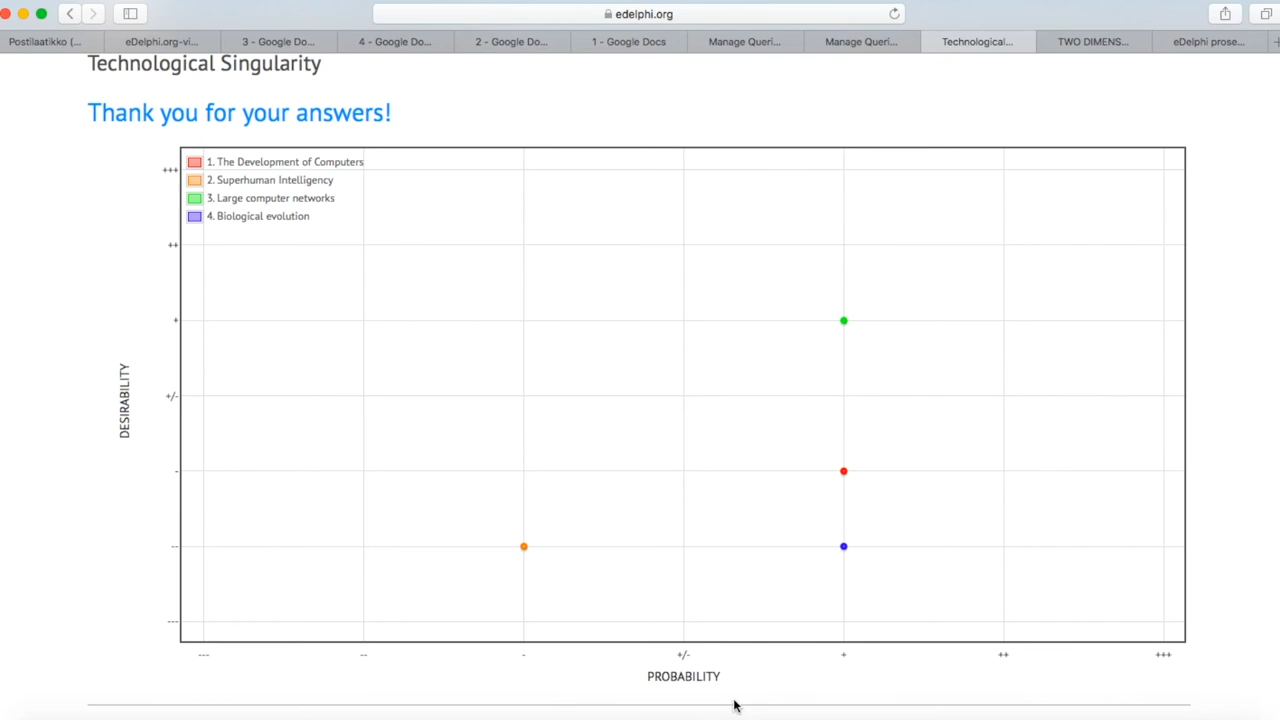 edelphi.org
Postilaatikko (... eDelphi.org-vi... 3 - Google Do... 4 - Google Do... 2 - Google Do... 1 - Google Docs Manage Queri... Manage Queri... Technological... TWO DIMENS... eDelphi prose...
Technological Singularity
Thank you for your answers!
1. The Development of Computers
2. Superhuman Intelligency
3. Large computer networks
4. Biological evolution
+++
++
+
+/-
-
--
---
DESIRABILITY
--- -- - +/- + ++ +++
PROBABILITY